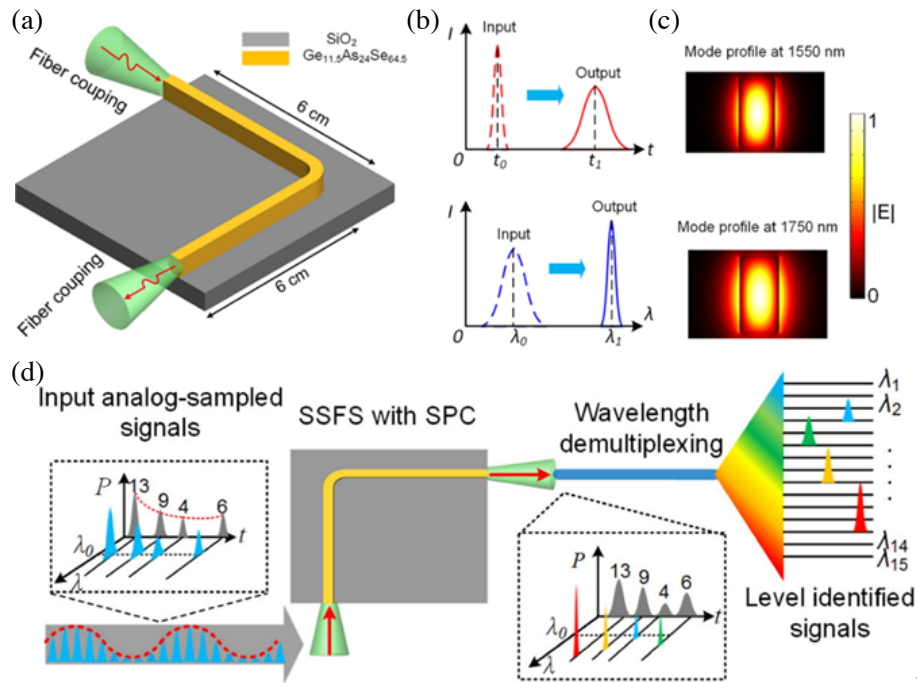 (a)
SiO2
Ge11.5As24Se64.5
Fiber couping
6 cm
6 cm
Fiber coupling
(b)
I
Input
Output
0
t0
t1
t
I
Input
Output
0
λ0
λ1
λ
(c)
Mode profile at 1550 nm
Mode profile at 1750 nm
1
|E|
0
(d)
Input analog-sampled
signals
P
13
9
4
6
t
λ0
λ
SSFS with SPC
Wavelength
demultiplexing
P
13
9
4
6
t
λ0
λ
λ1
λ2
λ14
λ15
Level identified
signals